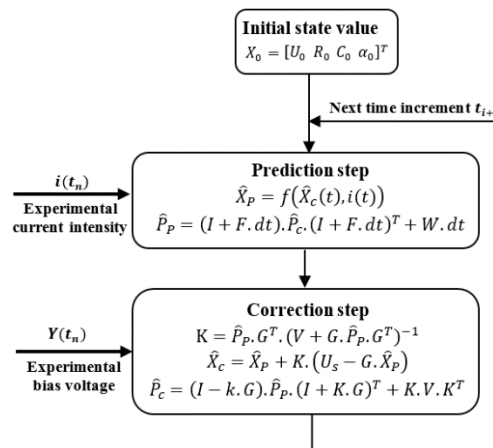 Initial state value
X₀ = [U₀ R₀ C₀ α₀]ᵀ
Next time increment tᵢ₊
Prediction step
X̂_P = f(X̂_c(t), i(t))
P̂_P = (I + F.dt).P̂_c.(I + F.dt)ᵀ + W.dt
i(tₙ)
Experimental
current intensity
Correction step
K = P̂_P.Gᵀ.(V + G.P̂_P.Gᵀ)⁻¹
X̂_c = X̂_P + K.(U_s − G.X̂_P)
P̂_c = (I − k.G).P̂_P.(I + K.G)ᵀ + K.V.Kᵀ
Y(tₙ)
Experimental
bias voltage